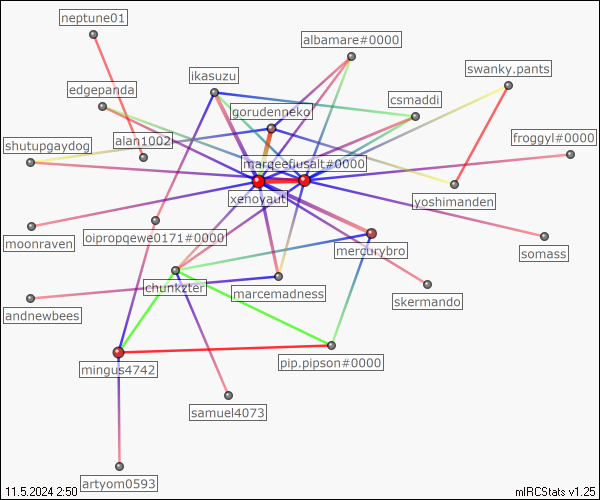 neptune01
albamare#0000
ikasuzu
swanky.pants
edgepanda
csmaddi
gorudenneko
shutupgaydog
alan1002
froggyl#0000
margeefiusalt#0000
xenoyaut
yoshimanden
moonraven
oipropqewe0171#0000
mercurybro
somass
chunkzter
marcemadness
skermando
andnewbees
mingus4742
pip.pipson#0000
samuel4073
artyom0593
11.5.2024 2:50
mIRCStats v1.25